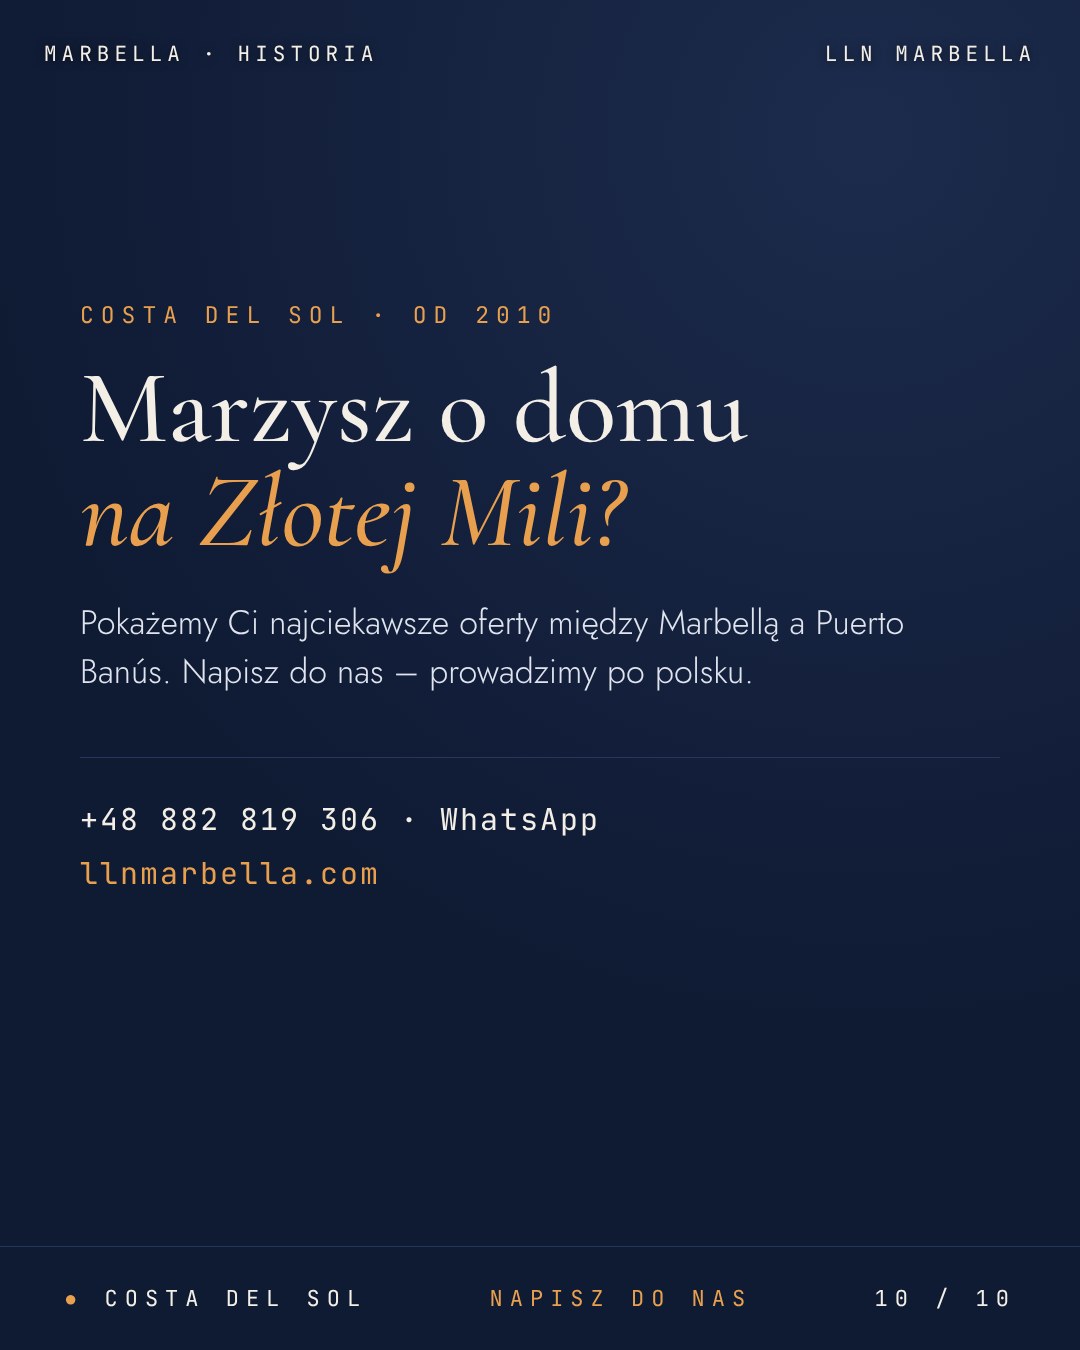 MARBELLA · HISTORIA
LLN MARBELLA
COSTA DEL SOL · OD 2010
Marzysz o domu
na Złotej Mili?
Pokażemy Ci najciekawsze oferty między Marbellą a Puerto
Banús. Napisz do nas – prowadzimy po polsku.
+48 882 819 306 · WhatsApp
llnmarbella.com
• COSTA DEL SOL
NAPISZ DO NAS
10 / 10